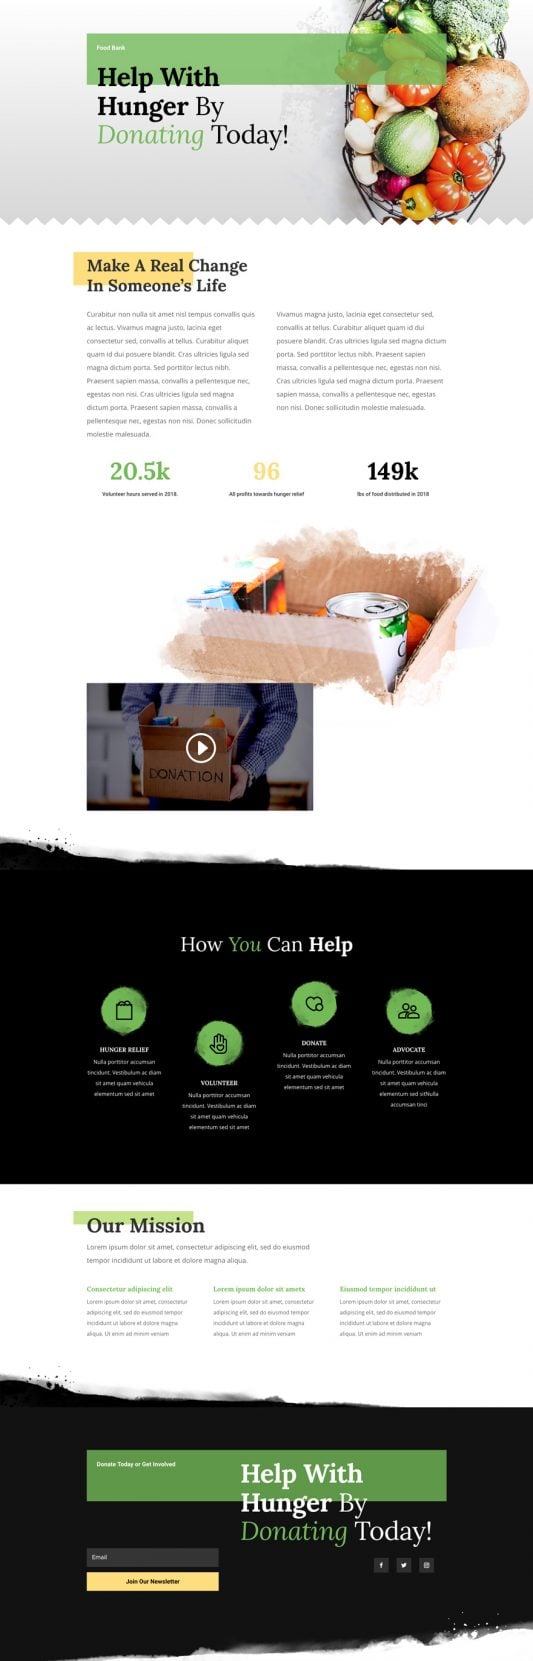 Food Bank
Help With
Hunger By
Donating Today!
Make A Real Change
In Someone's Life
Curabitur non nulla sit amet nisl tempus convallis quis
ac lectus. Vivamus magna justo, lacinia eget
consectetur sed, convallis at tellus. Curabitur aliquet
quam id dui posuere blandit. Cras ultricies ligula sed
magna dictum porta. Sed porttitor lectus nibh.
Praesent sapien massa, convallis a pellentesque nec,
egestas non nisi. Cras ultricies ligula sed magna
dictum porta. Praesent sapien massa, convallis a
pellentesque nec, egestas non nisi. Donec sollicitudin
molestie malesuada.
Vivamus magna justo, lacinia eget consectetur sed,
convallis at tellus. Curabitur aliquet quam id dui
posuere blandit. Cras ultricies ligula sed magna dictum
porta. Sed porttitor lectus nibh. Praesent sapien
massa, convallis a pellentesque nec, egestas non nisi.
Cras ultricies ligula sed magna dictum porta. Praesent
sapien massa, convallis a pellentesque nec, egestas
non nisi. Donec sollicitudin molestie malesuada.
20.5k
Volunteer hours served in 2018.
96
All profits towards hunger relief
149k
lbs of food distributed in 2018
DONATION
How You Can Help
HUNGER RELIEF
Nulla porttitor accumsan
tincidunt. Vestibulum ac diam
sit amet quam vehicula
elementum sed sit amet
VOLUNTEER
Nulla porttitor accumsan
tincidunt. Vestibulum ac diam
sit amet quam vehicula
elementum sed sit amet
DONATE
Nulla porttitor accumsan
tincidunt. Vestibulum ac diam
sit amet quam vehicula
elementum sed sit amet
ADVOCATE
Nulla porttitor accumsan
tincidunt. Vestibulum ac diam
sit amet quam vehicula
elementum sed sitNulla
accumsan tinci
Our Mission
Lorem ipsum dolor sit amet, consectetur adipiscing elit, sed do eiusmod
tempor incididunt ut labore et dolore magna aliqua.
Consectetur adipiscing elit
Lorem ipsum dolor sit amet, consectetur
adipiscing elit, sed do eiusmod tempor
incididunt ut labore et dolore magna
aliqua. Ut enim ad minim veniam
Lorem ipsum dolor sit ametx
Lorem ipsum dolor sit amet, consectetur
adipiscing elit, sed do eiusmod tempor
incididunt ut labore et dolore magna
aliqua. Ut enim ad minim veniam
Eiusmod tempor incididunt ut
Lorem ipsum dolor sit amet, consectetur
adipiscing elit, sed do eiusmod tempor
incididunt ut labore et dolore magna
aliqua. Ut enim ad minim veniam
Donate Today or Get Involved
Help With
Hunger By
Donating Today!
Email
Join Our Newsletter